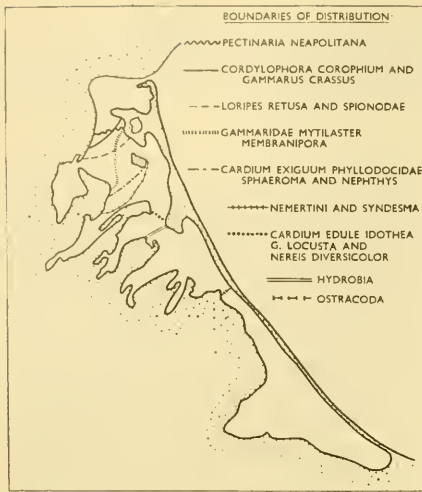 BOUNDARIES OF DISTRIBUTION
PECTINARIA NEAPOLITANA
CORDYLOPHORA COROPHIUM AND
GAMMARUS CRASSUS
LORIPES RETUSA AND SPIONODAE
GAMMARIDAE MYTILASTER
MEMBRANIPORA
CARDIUM EXIGUUM PHYLLODOCIDAE
SPHAEROMA AND NEPHTHYS
NEMERTINI AND SYNDESMA
CARDIUM EDULE IDOTHEA
G. LOCUSTA AND
NEREIS DIVERSICOLOR
HYDROBIA
OSTRACODA